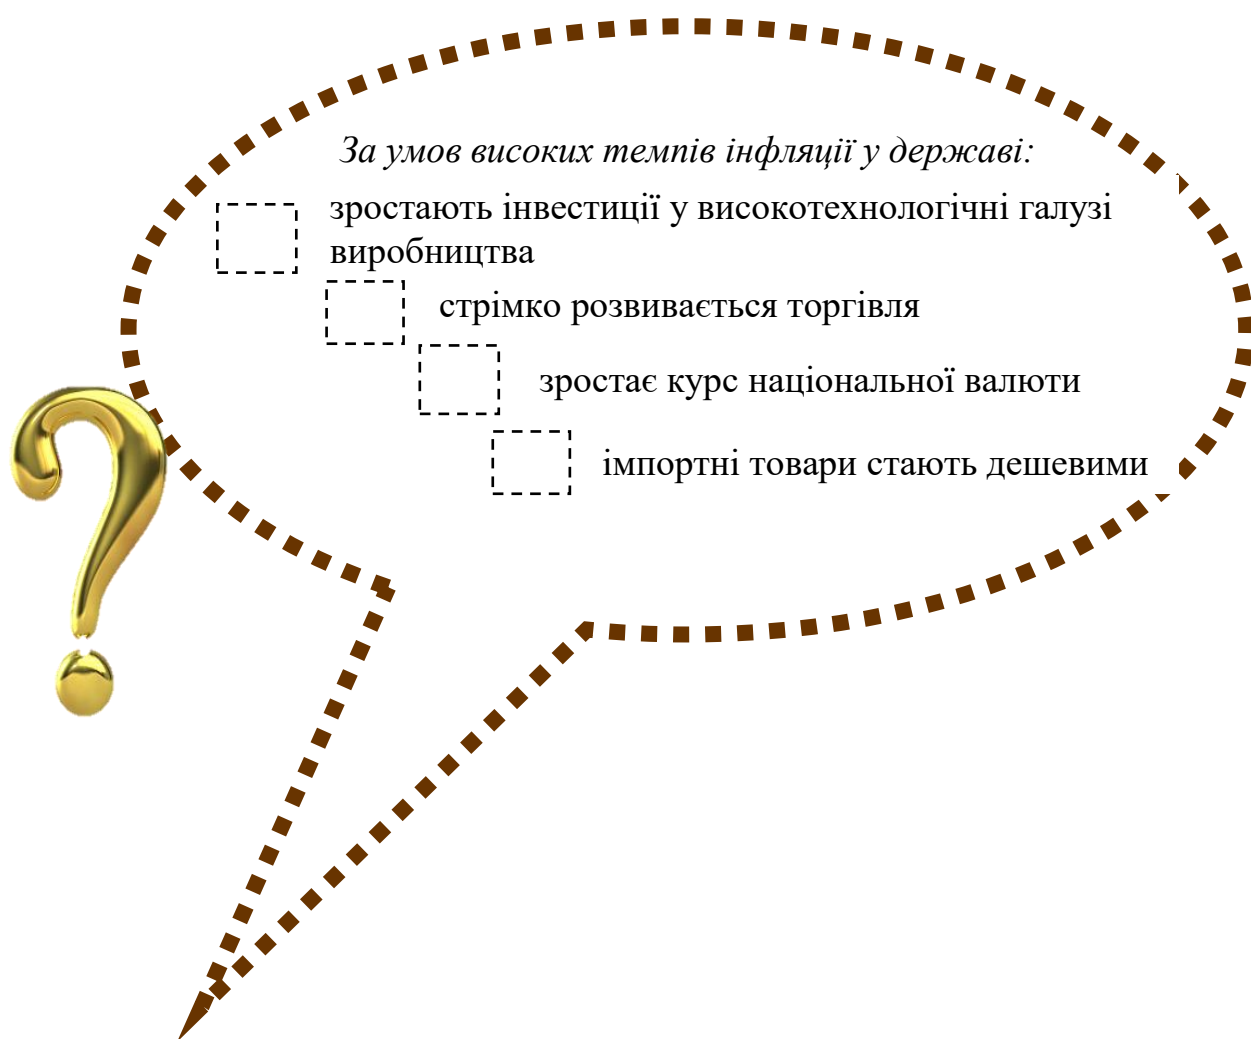 За умов високих темпів інфляції у державі:
зростають інвестиції у високотехнологічні галузі
виробництва
стрімко розвивається торгівля
зростає курс національної валюти
імпортні товари стають дешевими